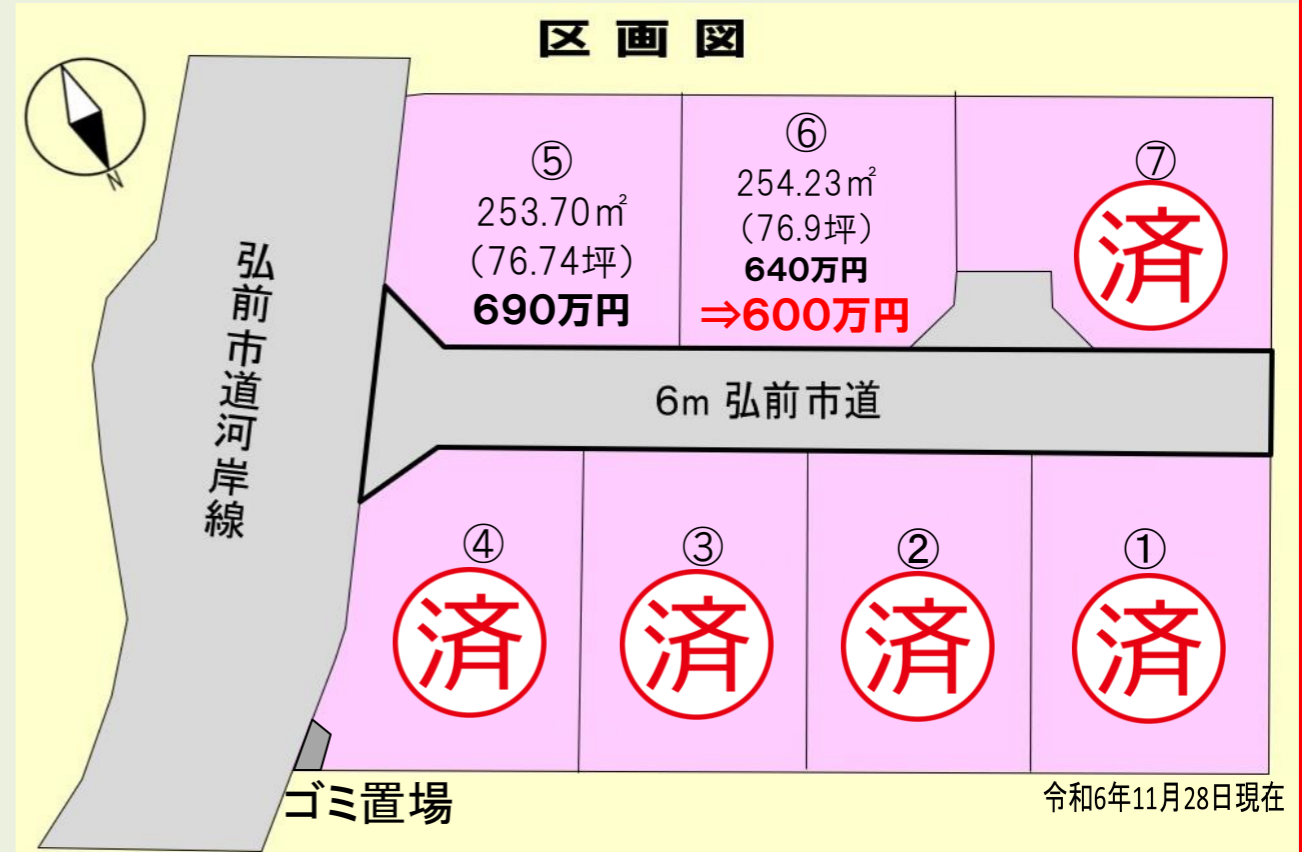 区画図
N
⑤
253.70㎡
（76.74坪）
690万円
⑥
254.23㎡
（76.9坪）
640万円
⇒600万円
⑦
済
弘前市道河岸線
6m 弘前市道
④
済
③
済
②
済
①
済
ゴミ置場
令和6年11月28日現在